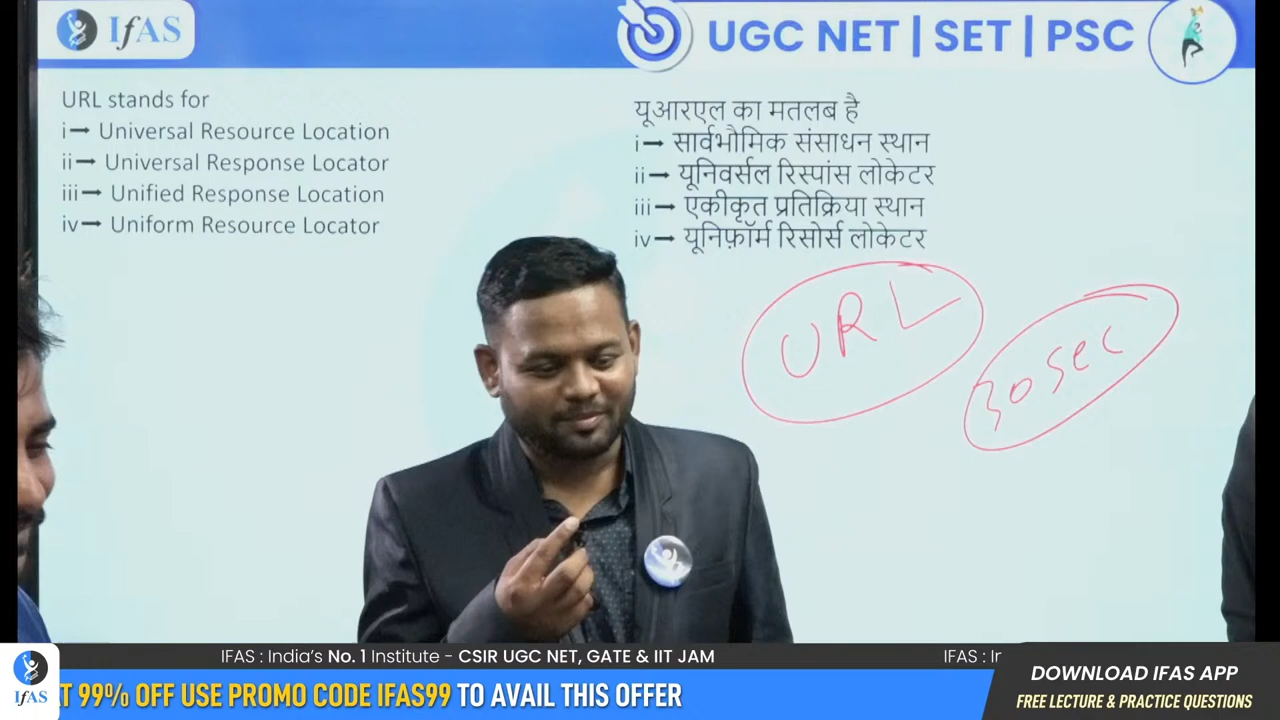 IfAS
UGC NET | SET | PSC
URL stands for
i→ Universal Resource Location
ii→ Universal Response Locator
iii→ Unified Response Location
iv→ Uniform Resource Locator
यूआरएल का मतलब है
i→ सार्वभौमिक संसाधन स्थान
ii→ यूनिवर्सल रिस्पांस लोकेटर
iii→ एकीकृत प्रतिक्रिया स्थान
iv→ यूनिफ़ॉर्म रिसोर्स लोकेटर
URL
30 sec
IFAS : India's No. 1 Institute - CSIR UGC NET, GATE & IIT JAM
IFAS : In
IfAS
AT 99% OFF USE PROMO CODE IFAS99 TO AVAIL THIS OFFER
DOWNLOAD IFAS APP
FREE LECTURE & PRACTICE QUESTIONS